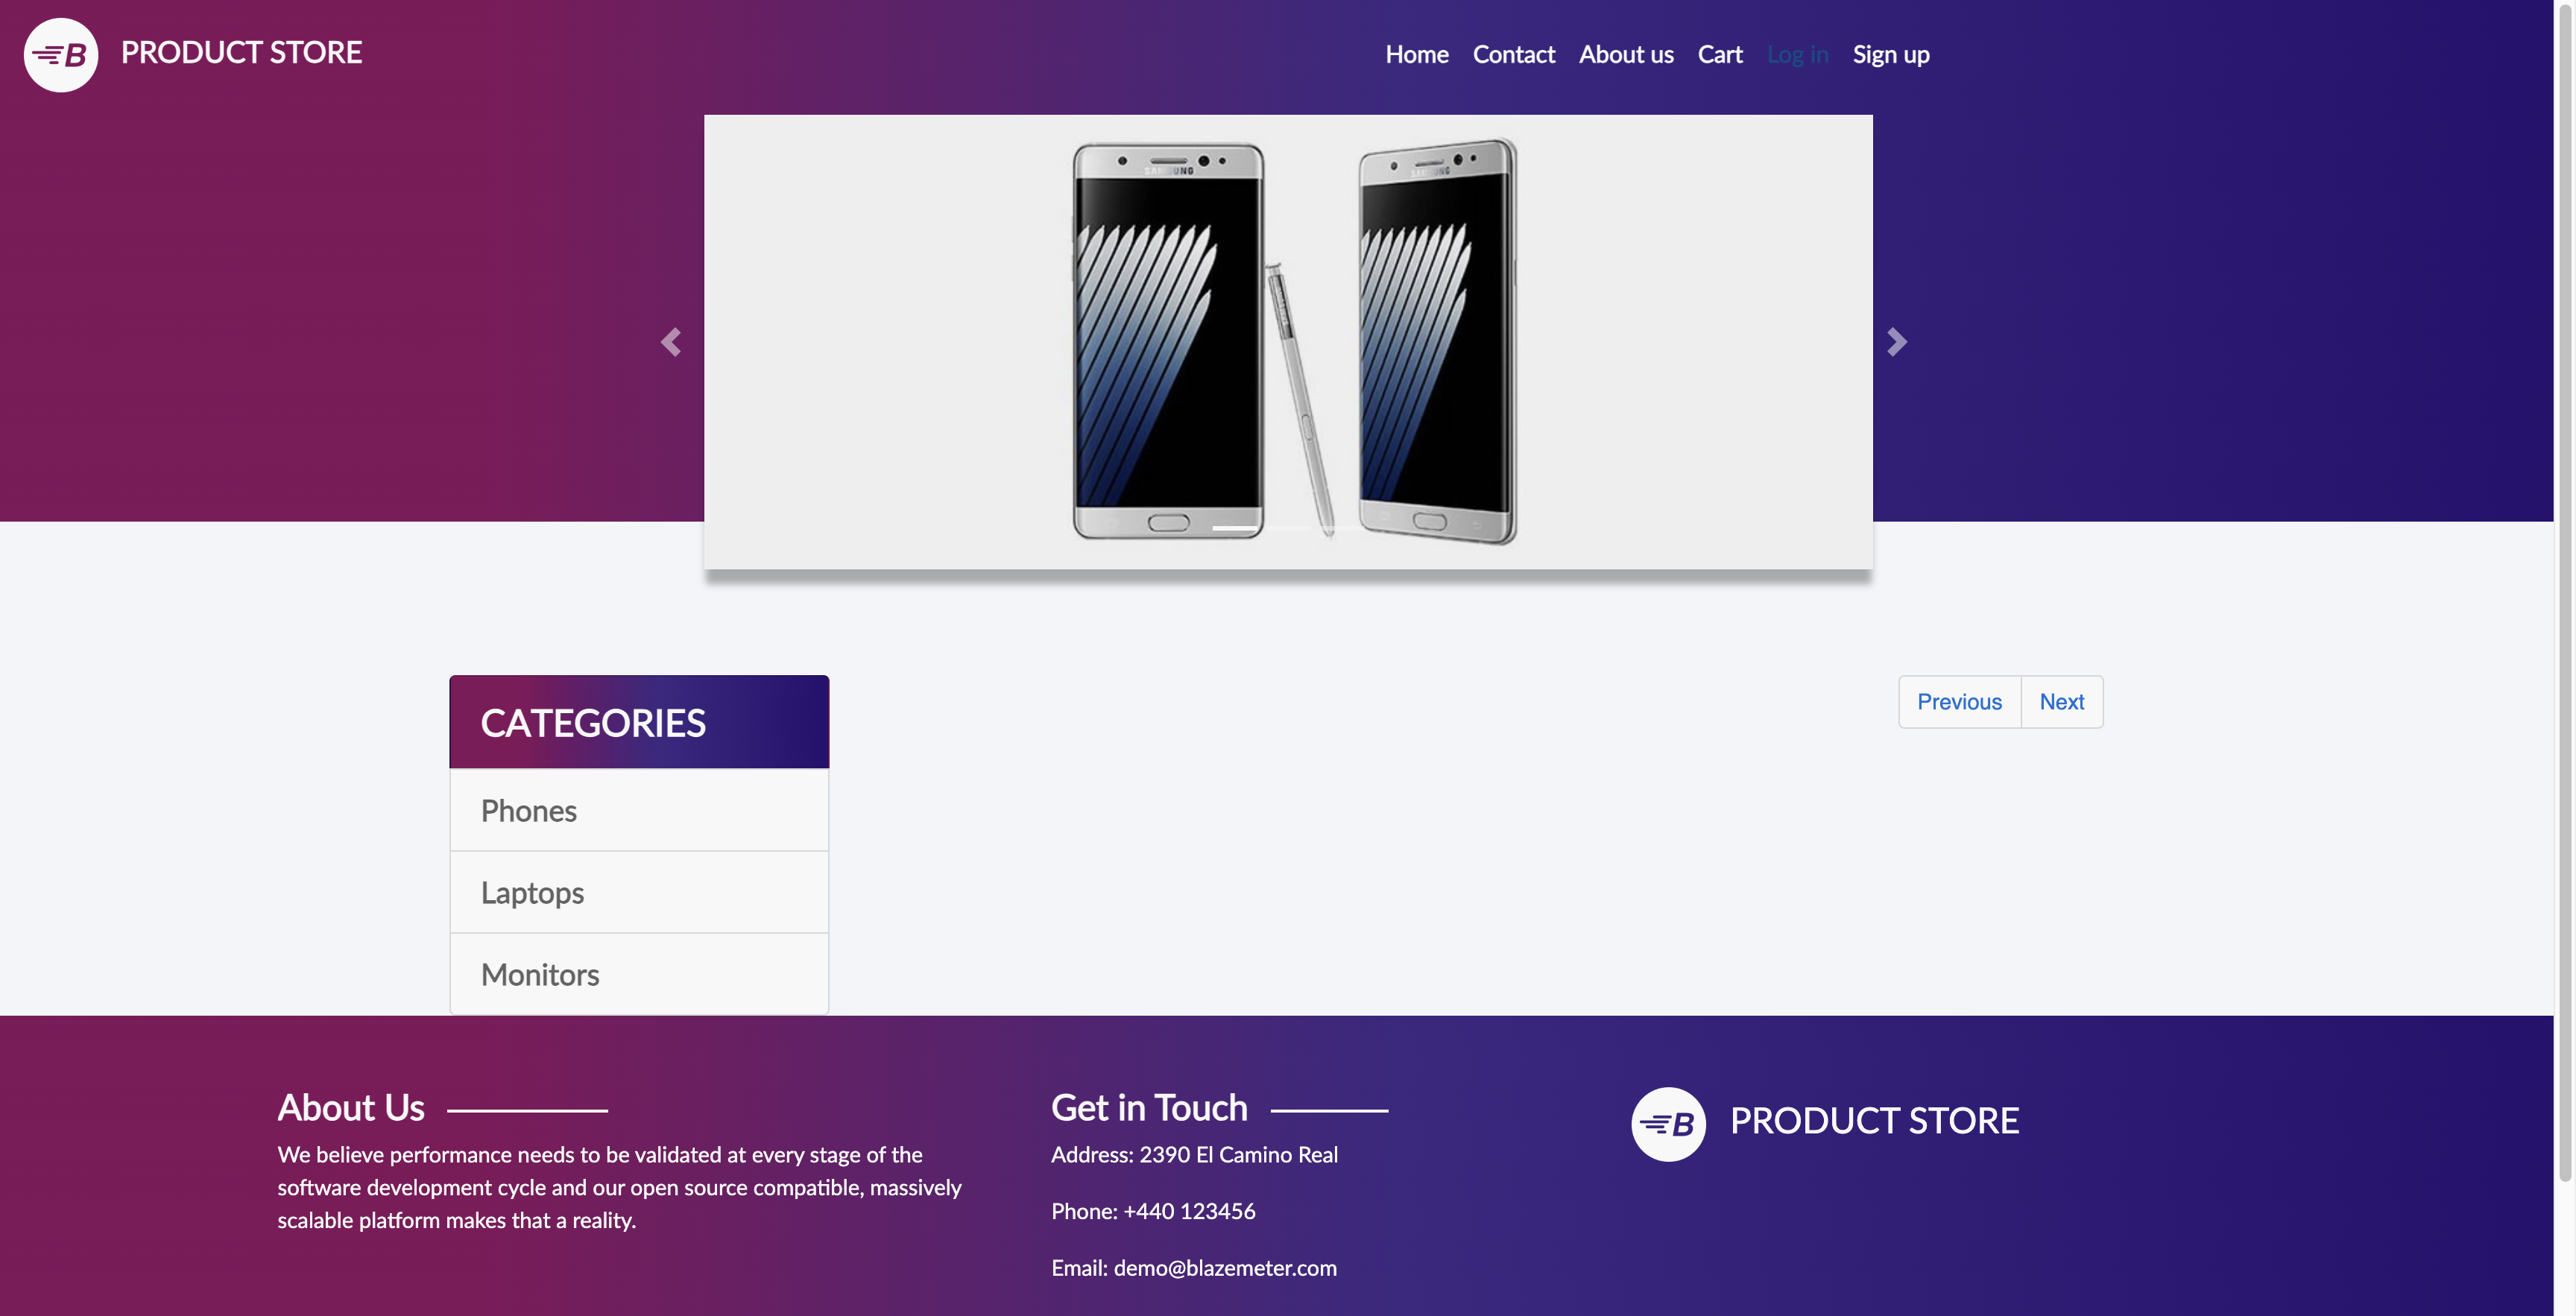 B PRODUCT STORE
Home Contact About us Cart Log in Sign up
SAMSUNG SAMSUNG
CATEGORIES
Previous Next
Phones
Laptops
Monitors
About Us
We believe performance needs to be validated at every stage of the
software development cycle and our open source compatible, massively
scalable platform makes that a reality.
Get in Touch
Address: 2390 El Camino Real
Phone: +440 123456
Email: demo@blazemeter.com
B PRODUCT STORE